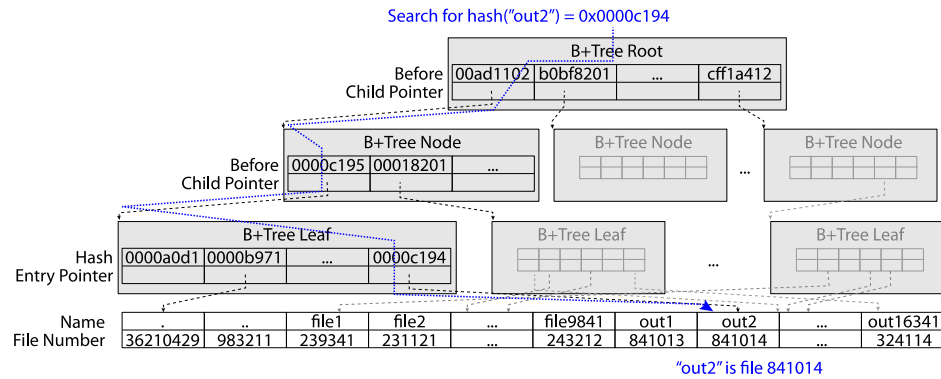 Search for hash("out2") = 0x0000c194
B+Tree Root
Before 00ad1102 b0bf8201 ... cff1a412
Child Pointer
B+Tree Node B+Tree Node B+Tree Node
Before 0000c195 00018201 ...
Child Pointer
...
B+Tree Leaf B+Tree Leaf B+Tree Leaf
Hash 0000a0d1 0000b971 ... 0000c194
Entry Pointer
...
Name . .. file1 file2 ... file9841 out1 out2 ... out16341
File Number 36210429 983211 239341 231121 ... 243212 841013 841014 ... 324114
"out2" is file 841014